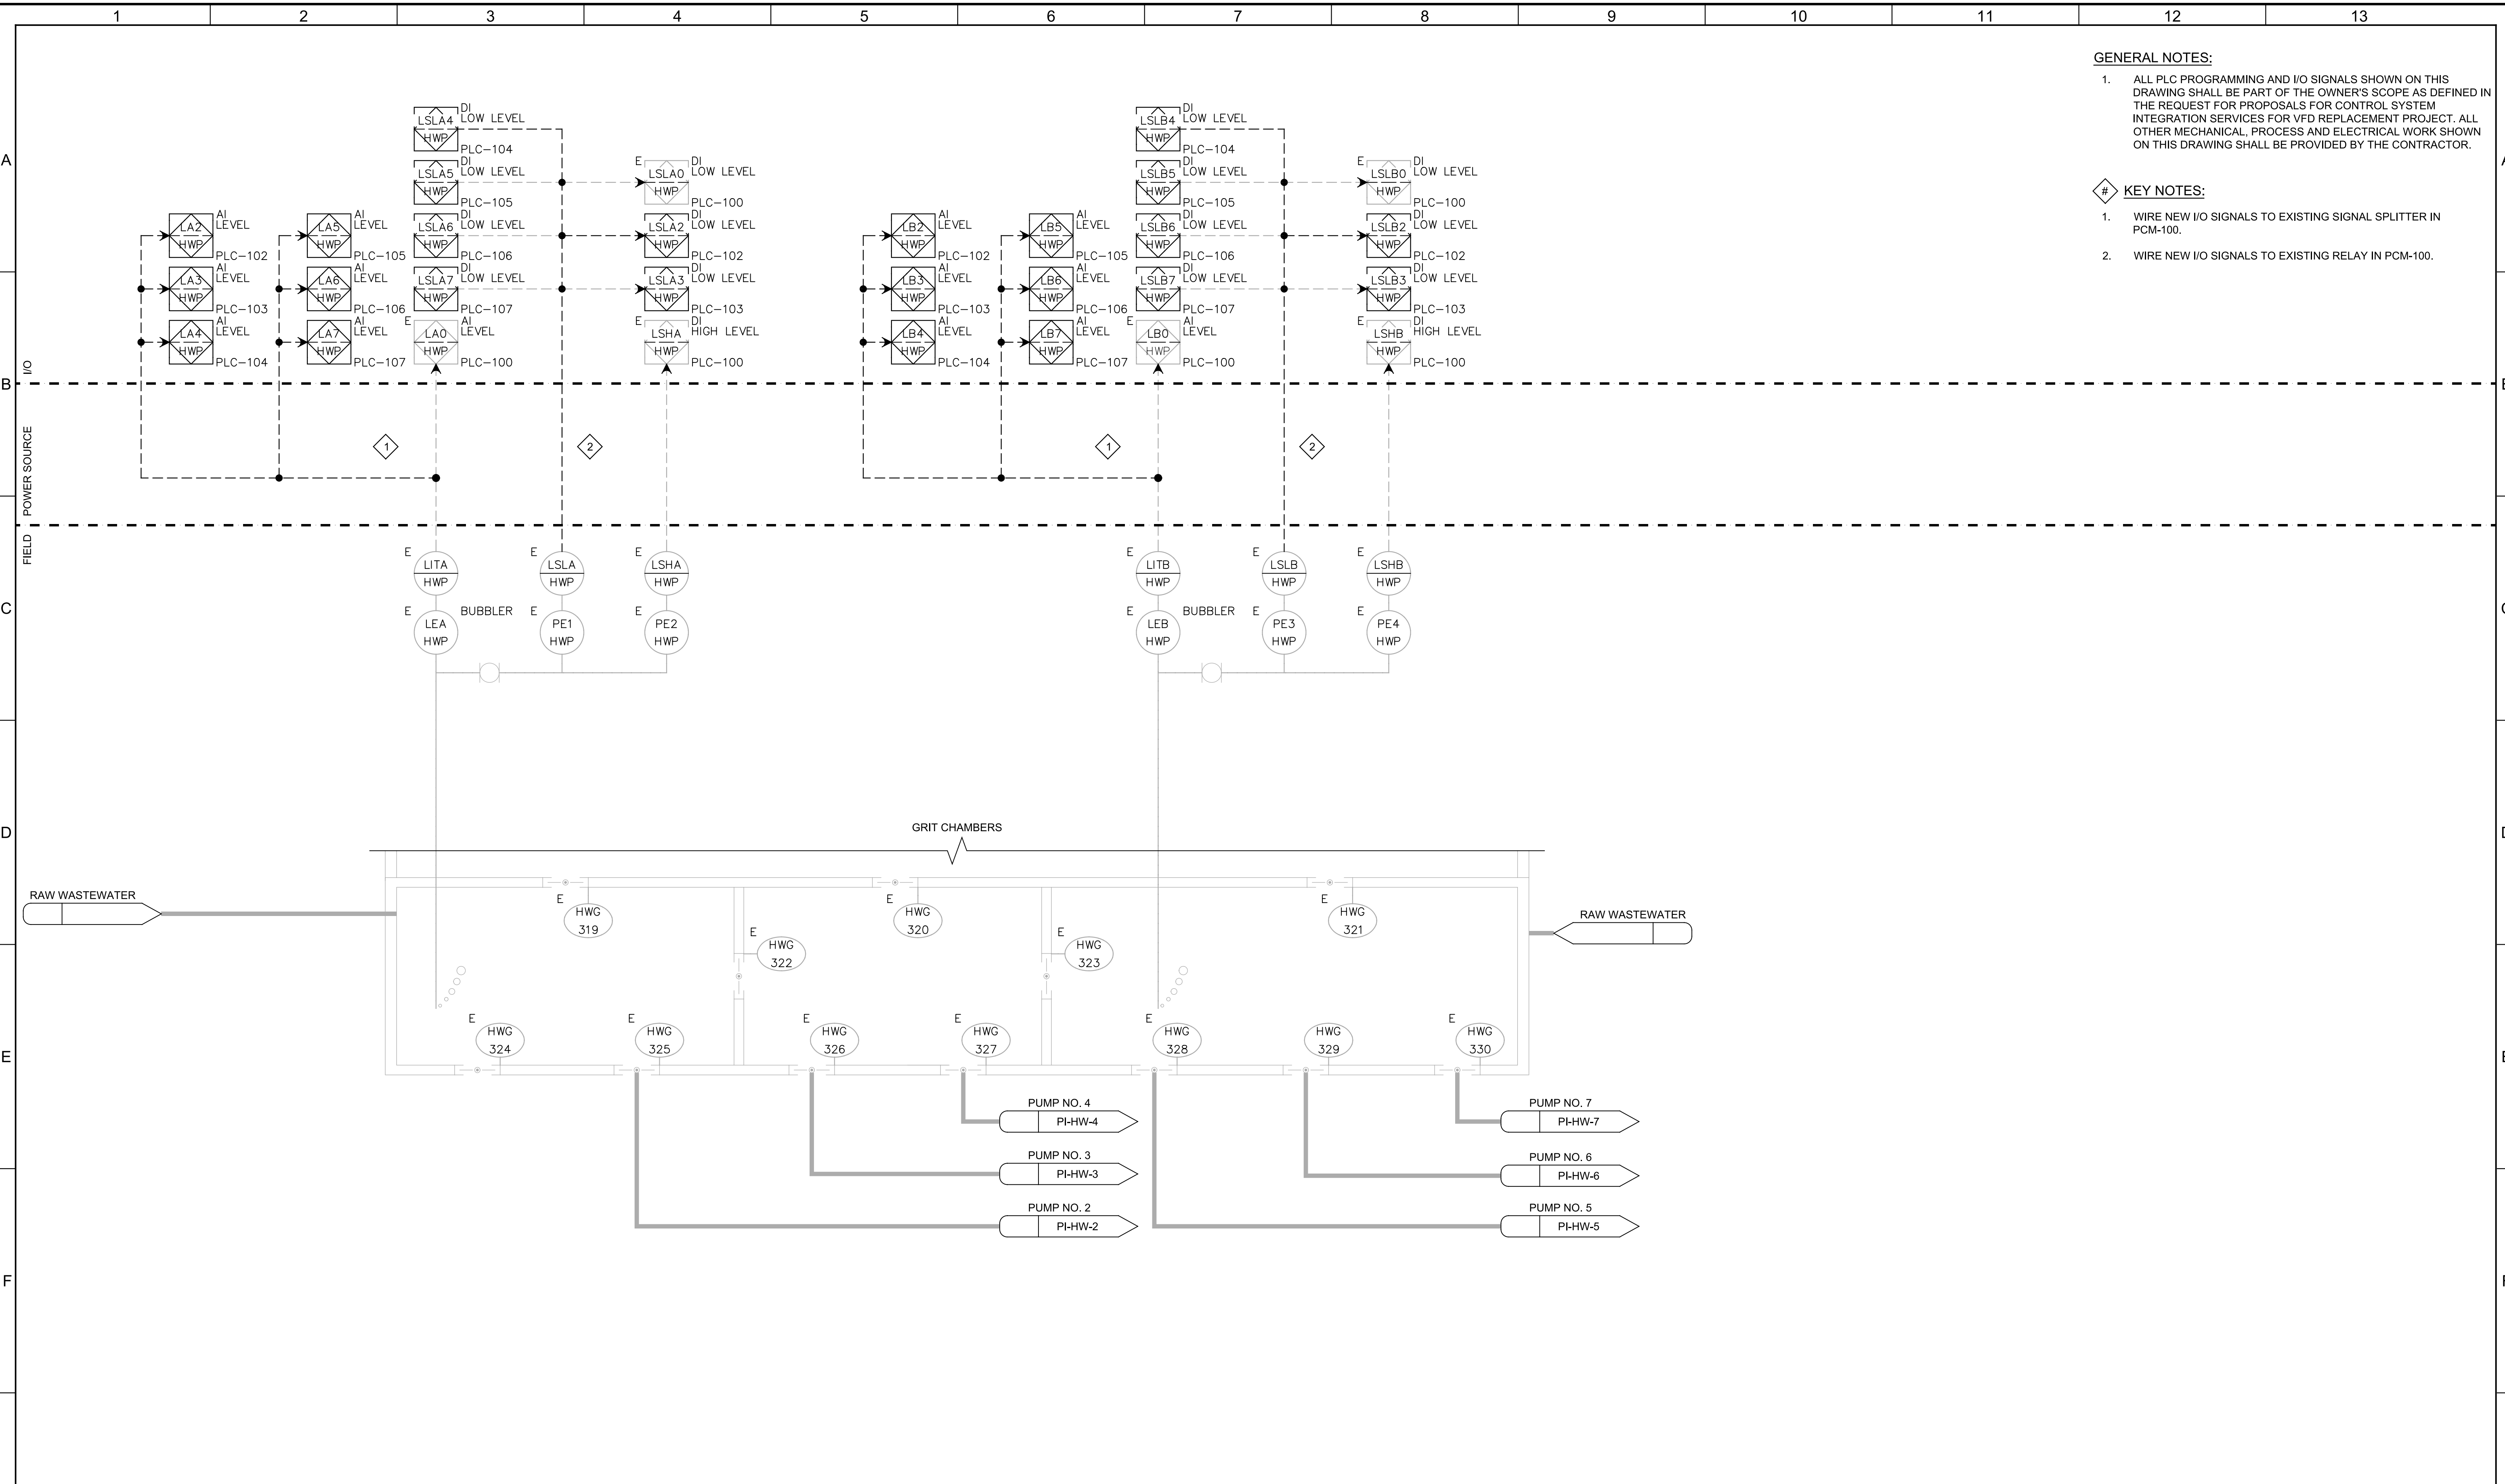 1 2 3 4 5 6 7 8 9 10 11 12 13
GENERAL NOTES:
1. ALL PLC PROGRAMMING AND I/O SIGNALS SHOWN ON THIS
DRAWING SHALL BE PART OF THE OWNER'S SCOPE AS DEFINED IN
THE REQUEST FOR PROPOSALS FOR CONTROL SYSTEM
INTEGRATION SERVICES FOR VFD REPLACEMENT PROJECT. ALL
OTHER MECHANICAL, PROCESS AND ELECTRICAL WORK SHOWN
ON THIS DRAWING SHALL BE PROVIDED BY THE CONTRACTOR.
# KEY NOTES:
1. WIRE NEW I/O SIGNALS TO EXISTING SIGNAL SPLITTER IN
PCM-100.
2. WIRE NEW I/O SIGNALS TO EXISTING RELAY IN PCM-100.
A
B
C
D
E
F
I/O
POWER SOURCE
FIELD I/O
LA2 HWP AI LEVEL PLC-102
LA3 HWP AI LEVEL PLC-103
LA4 HWP AI LEVEL PLC-104
LA5 HWP AI LEVEL PLC-105
LA6 HWP AI LEVEL PLC-106
LA7 HWP AI LEVEL PLC-107
LSLA4 HWP DI LOW LEVEL PLC-104
LSLA5 HWP DI LOW LEVEL PLC-105
LSLA6 HWP DI LOW LEVEL PLC-106
LSLA7 HWP DI LOW LEVEL PLC-107
E LA0 HWP AI LEVEL PLC-100
E LSLA0 HWP DI LOW LEVEL PLC-100
LSLA2 HWP DI LOW LEVEL PLC-102
LSLA3 HWP DI LOW LEVEL PLC-103
E LSHA HWP DI HIGH LEVEL PLC-100
LB2 HWP AI LEVEL PLC-102
LB3 HWP AI LEVEL PLC-103
LB4 HWP AI LEVEL PLC-104
LB5 HWP AI LEVEL PLC-105
LB6 HWP AI LEVEL PLC-106
LB7 HWP AI LEVEL PLC-107
LSLB4 HWP DI LOW LEVEL PLC-104
LSLB5 HWP DI LOW LEVEL PLC-105
LSLB6 HWP DI LOW LEVEL PLC-106
LSLB7 HWP DI LOW LEVEL PLC-107
E LB0 HWP AI LEVEL PLC-100
E LSLB0 HWP DI LOW LEVEL PLC-100
LSLB2 HWP DI LOW LEVEL PLC-102
LSLB3 HWP DI LOW LEVEL PLC-103
E LSHB HWP DI HIGH LEVEL PLC-100
1 2 1 2
E LITA HWP
E LSLA HWP
E LSHA HWP
E LITB HWP
E LSLB HWP
E LSHB HWP
E LEA HWP BUBBLER
E PE1 HWP
E PE2 HWP
E LEB HWP BUBBLER
E PE3 HWP
E PE4 HWP
GRIT CHAMBERS
RAW WASTEWATER
RAW WASTEWATER
E HWG 319
E HWG 320
E HWG 321
E HWG 322
E HWG 323
E HWG 324
E HWG 325
E HWG 326
E HWG 327
E HWG 328
HWG 329
E HWG 330
PUMP NO. 4
PI-HW-4
PUMP NO. 3
PI-HW-3
PUMP NO. 2
PI-HW-2
PUMP NO. 7
PI-HW-7
PUMP NO. 6
PI-HW-6
PUMP NO. 5
PI-HW-5